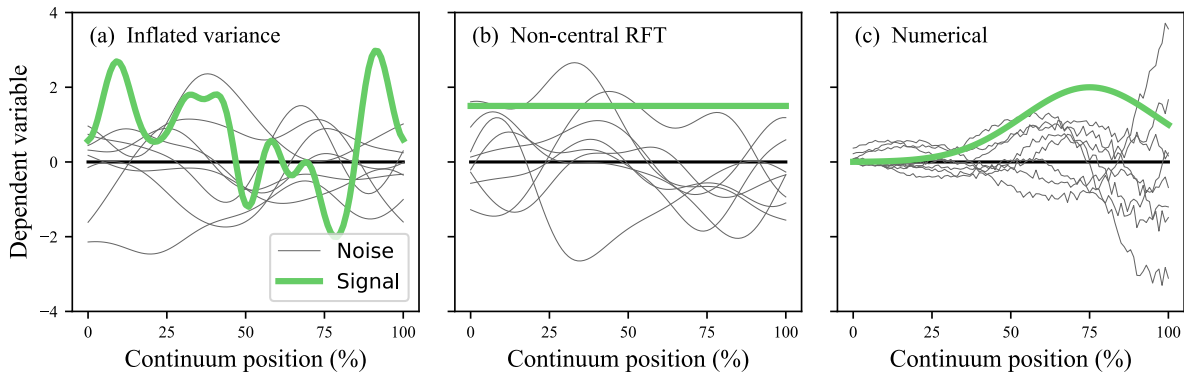 (a) Inflated variance
(b) Non-central RFT
(c) Numerical
Dependent variable
4
2
0
−2
−4
Noise
Signal
0 25 50 75 100
0 25 50 75 100
0 25 50 75 100
Continuum position (%)
Continuum position (%)
Continuum position (%)